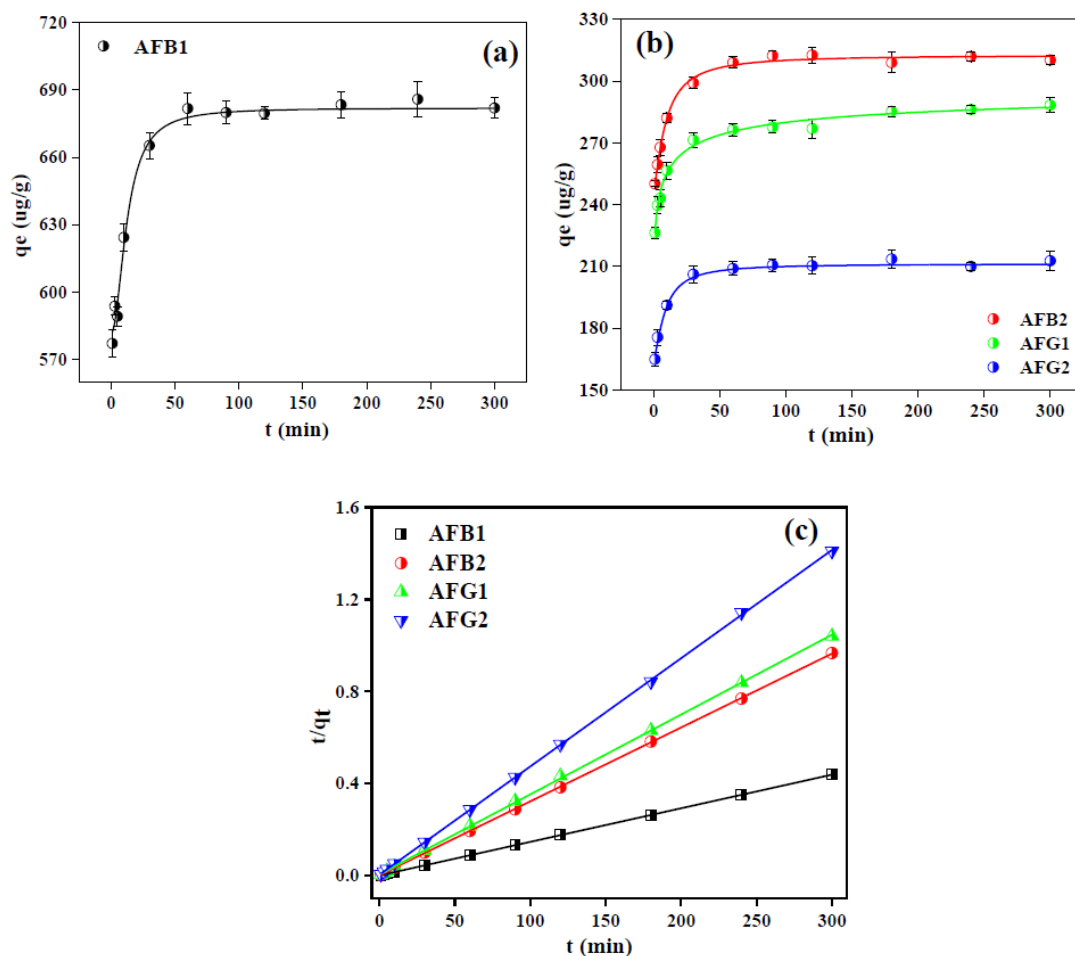 (a)
AFB1
720
690
660
630
600
570
qe (ug/g)
0 50 100 150 200 250 300
t (min)
(b)
330
300
270
240
210
180
150
qe (ug/g)
AFB2
AFG1
AFG2
0 50 100 150 200 250 300
t (min)
(c)
AFB1
AFB2
AFG1
AFG2
1.6
1.2
0.8
0.4
0.0
t/qt
0 50 100 150 200 250 300
t (min)